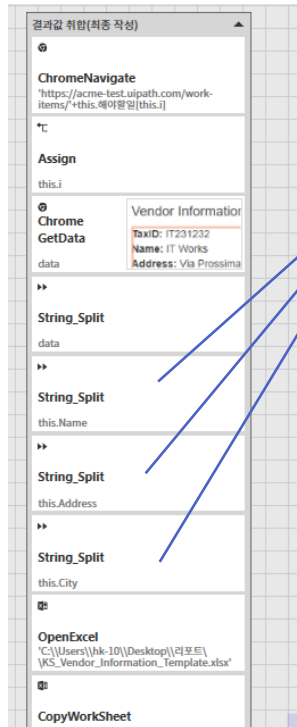 결과값 취합(최종 작성)
ChromeNavigate
'https://acme-test.uipath.com/work-
items/'+this.해야할일[this.i]
Assign
this.i
Chrome
GetData
data
Vendor Information
TaxID: IT231232
Name: IT Works
Address: Via Prossima
String_Split
data
String_Split
this.Name
String_Split
this.Address
String_Split
this.City
OpenExcel
'C:\\Users\\hk-10\\Desktop\\리포트\
\KS_Vendor_Information_Template.xlsx'
CopyWorkSheet